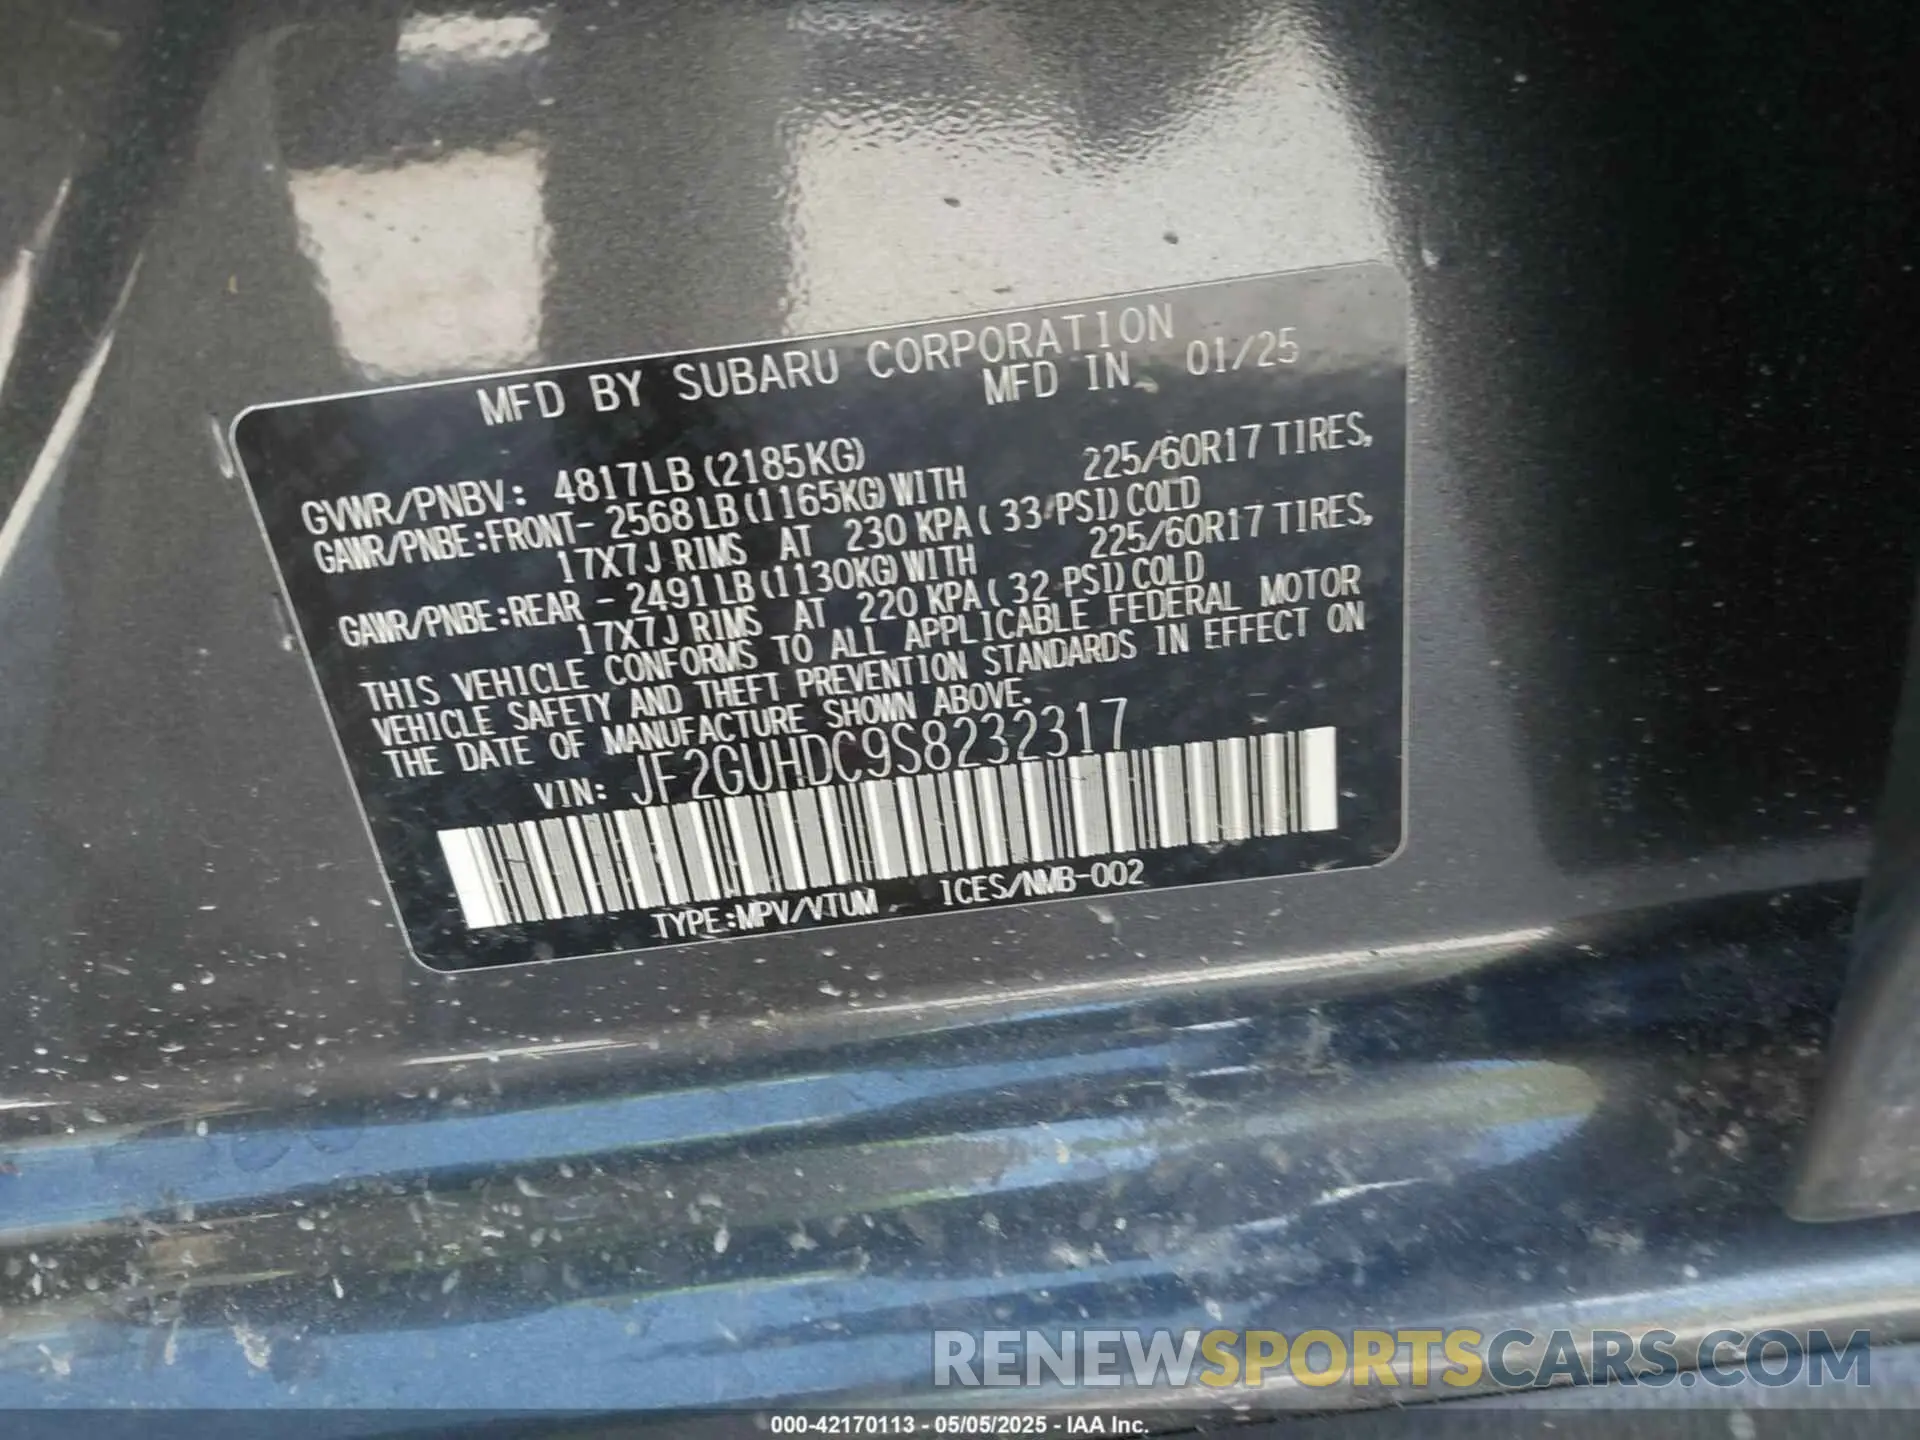 MFD BY SUBARU CORPORATION
MFD IN 01/25
GVWR/PNBV: 4817LB (2185KG)
GAWR/PNBE:FRONT- 2568LB(1165KG)WITH 225/60R17 TIRES,
17X7J RIMS AT 230 KPA( 33 PSI)COLD
GAWR/PNBE:REAR - 2491LB(1130KG)WITH 225/60R17 TIRES,
17X7J RIMS AT 220 KPA( 32 PSI)COLD
THIS VEHICLE CONFORMS TO ALL APPLICABLE FEDERAL MOTOR
VEHICLE SAFETY AND THEFT PREVENTION STANDARDS IN EFFECT ON
THE DATE OF MANUFACTURE SHOWN ABOVE.
VIN: JF2GUHDC9S8232317
TYPE:MPV/VTUM ICES/NMB-002
RENEWSPORTSCARS.COM
000-42170113 - 05/05/2025 - IAA Inc.